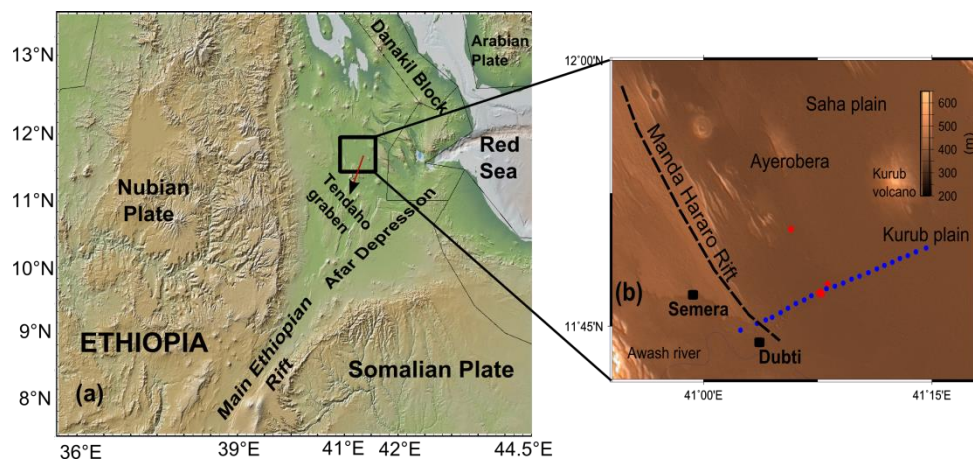 13°N
12°N
11°N
10°N
9°N
8°N
36°E
39°E
41°E
42°E
44.5°E
Danakil Block
Arabian
Plate
Red
Sea
Nubian
Plate
Tendaho
graben
Afar Depression
ETHIOPIA
Main Ethiopian
Rift
Somalian Plate
(a)
12°00'N
11°45'N
41°00'E
41°15'E
Saha plain
Manda Hararo Rift
Ayerobera
Kurub
volcano
Kurub plain
600
500
400
300
200
(m)
(b)
Semera
Awash river
Dubti